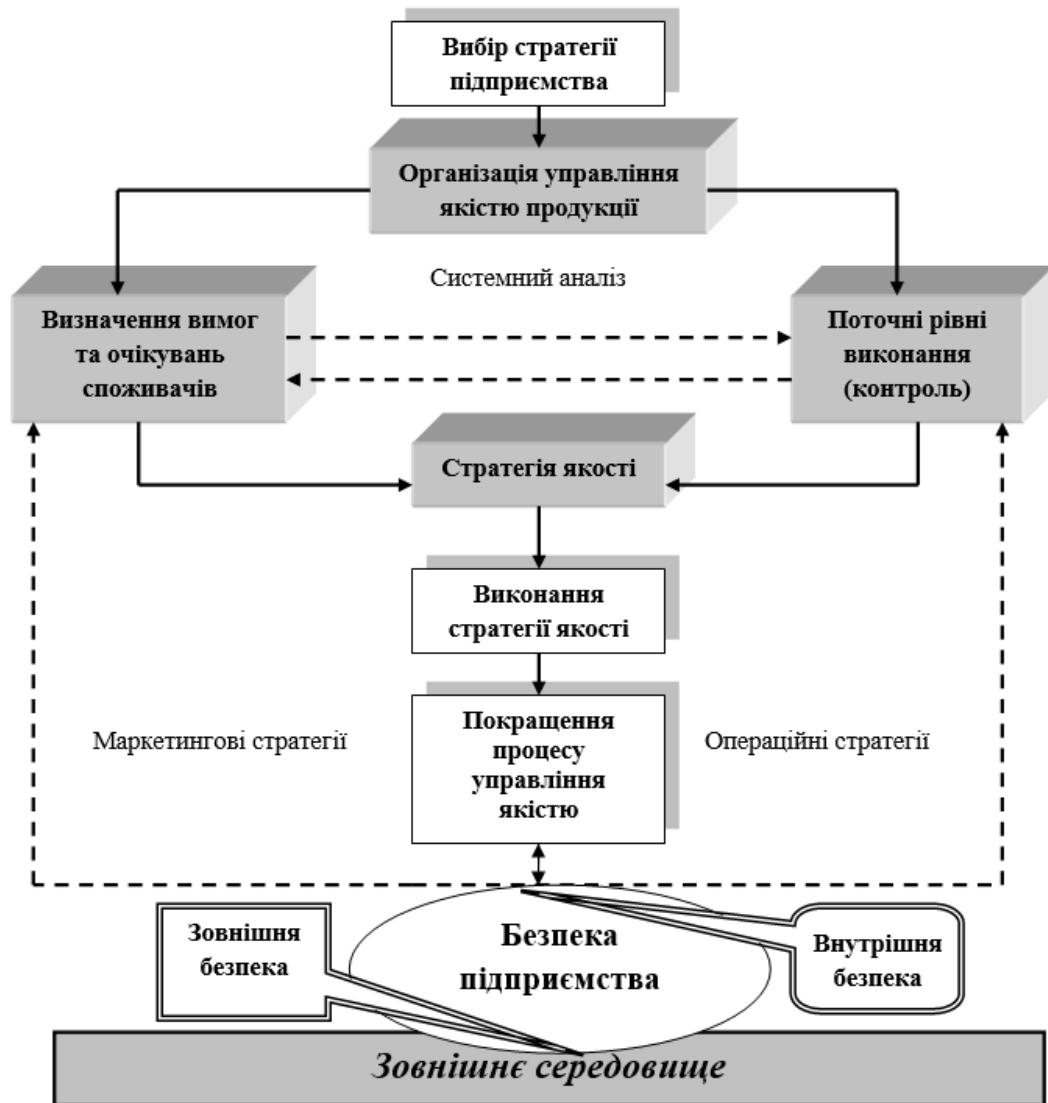 Вибір стратегії
підприємства
Організація управління
якістю продукції
Системний аналіз
Визначення вимог
та очікувань
споживачів
Поточні рівні
виконання
(контроль)
Стратегія якості
Виконання
стратегії якості
Покращення
процесу
управління
якістю
Маркетингові стратегії
Операційні стратегії
Зовнішня
безпека
Безпека
підприємства
Внутрішня
безпека
Зовнішнє середовище